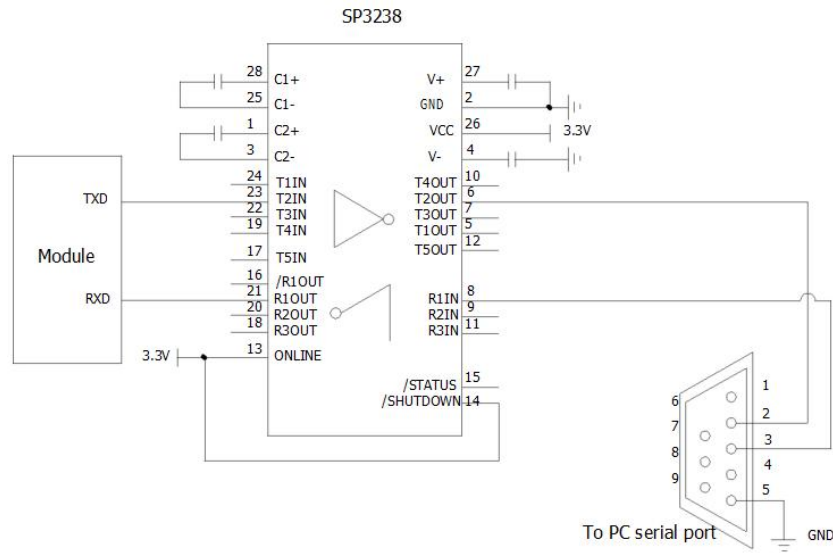 SP3238
28 C1+ V+ 27
25 C1- GND 2
1 C2+ VCC 26 3.3V
3 C2- V- 4
24 T1IN T4OUT 10
TXD 23 T2IN T2OUT 6
22 T3IN T3OUT 7
19 T4IN T1OUT 5
17 T5IN T5OUT 12
Module
16 /R1OUT
RXD 21 R1OUT R1IN 8
20 R2OUT R2IN 9
18 R3OUT R3IN 11
3.3V 13 ONLINE
/STATUS 15
/SHUTDOWN 14
1
6
2
7
3
8
4
9
5
To PC serial port
GND